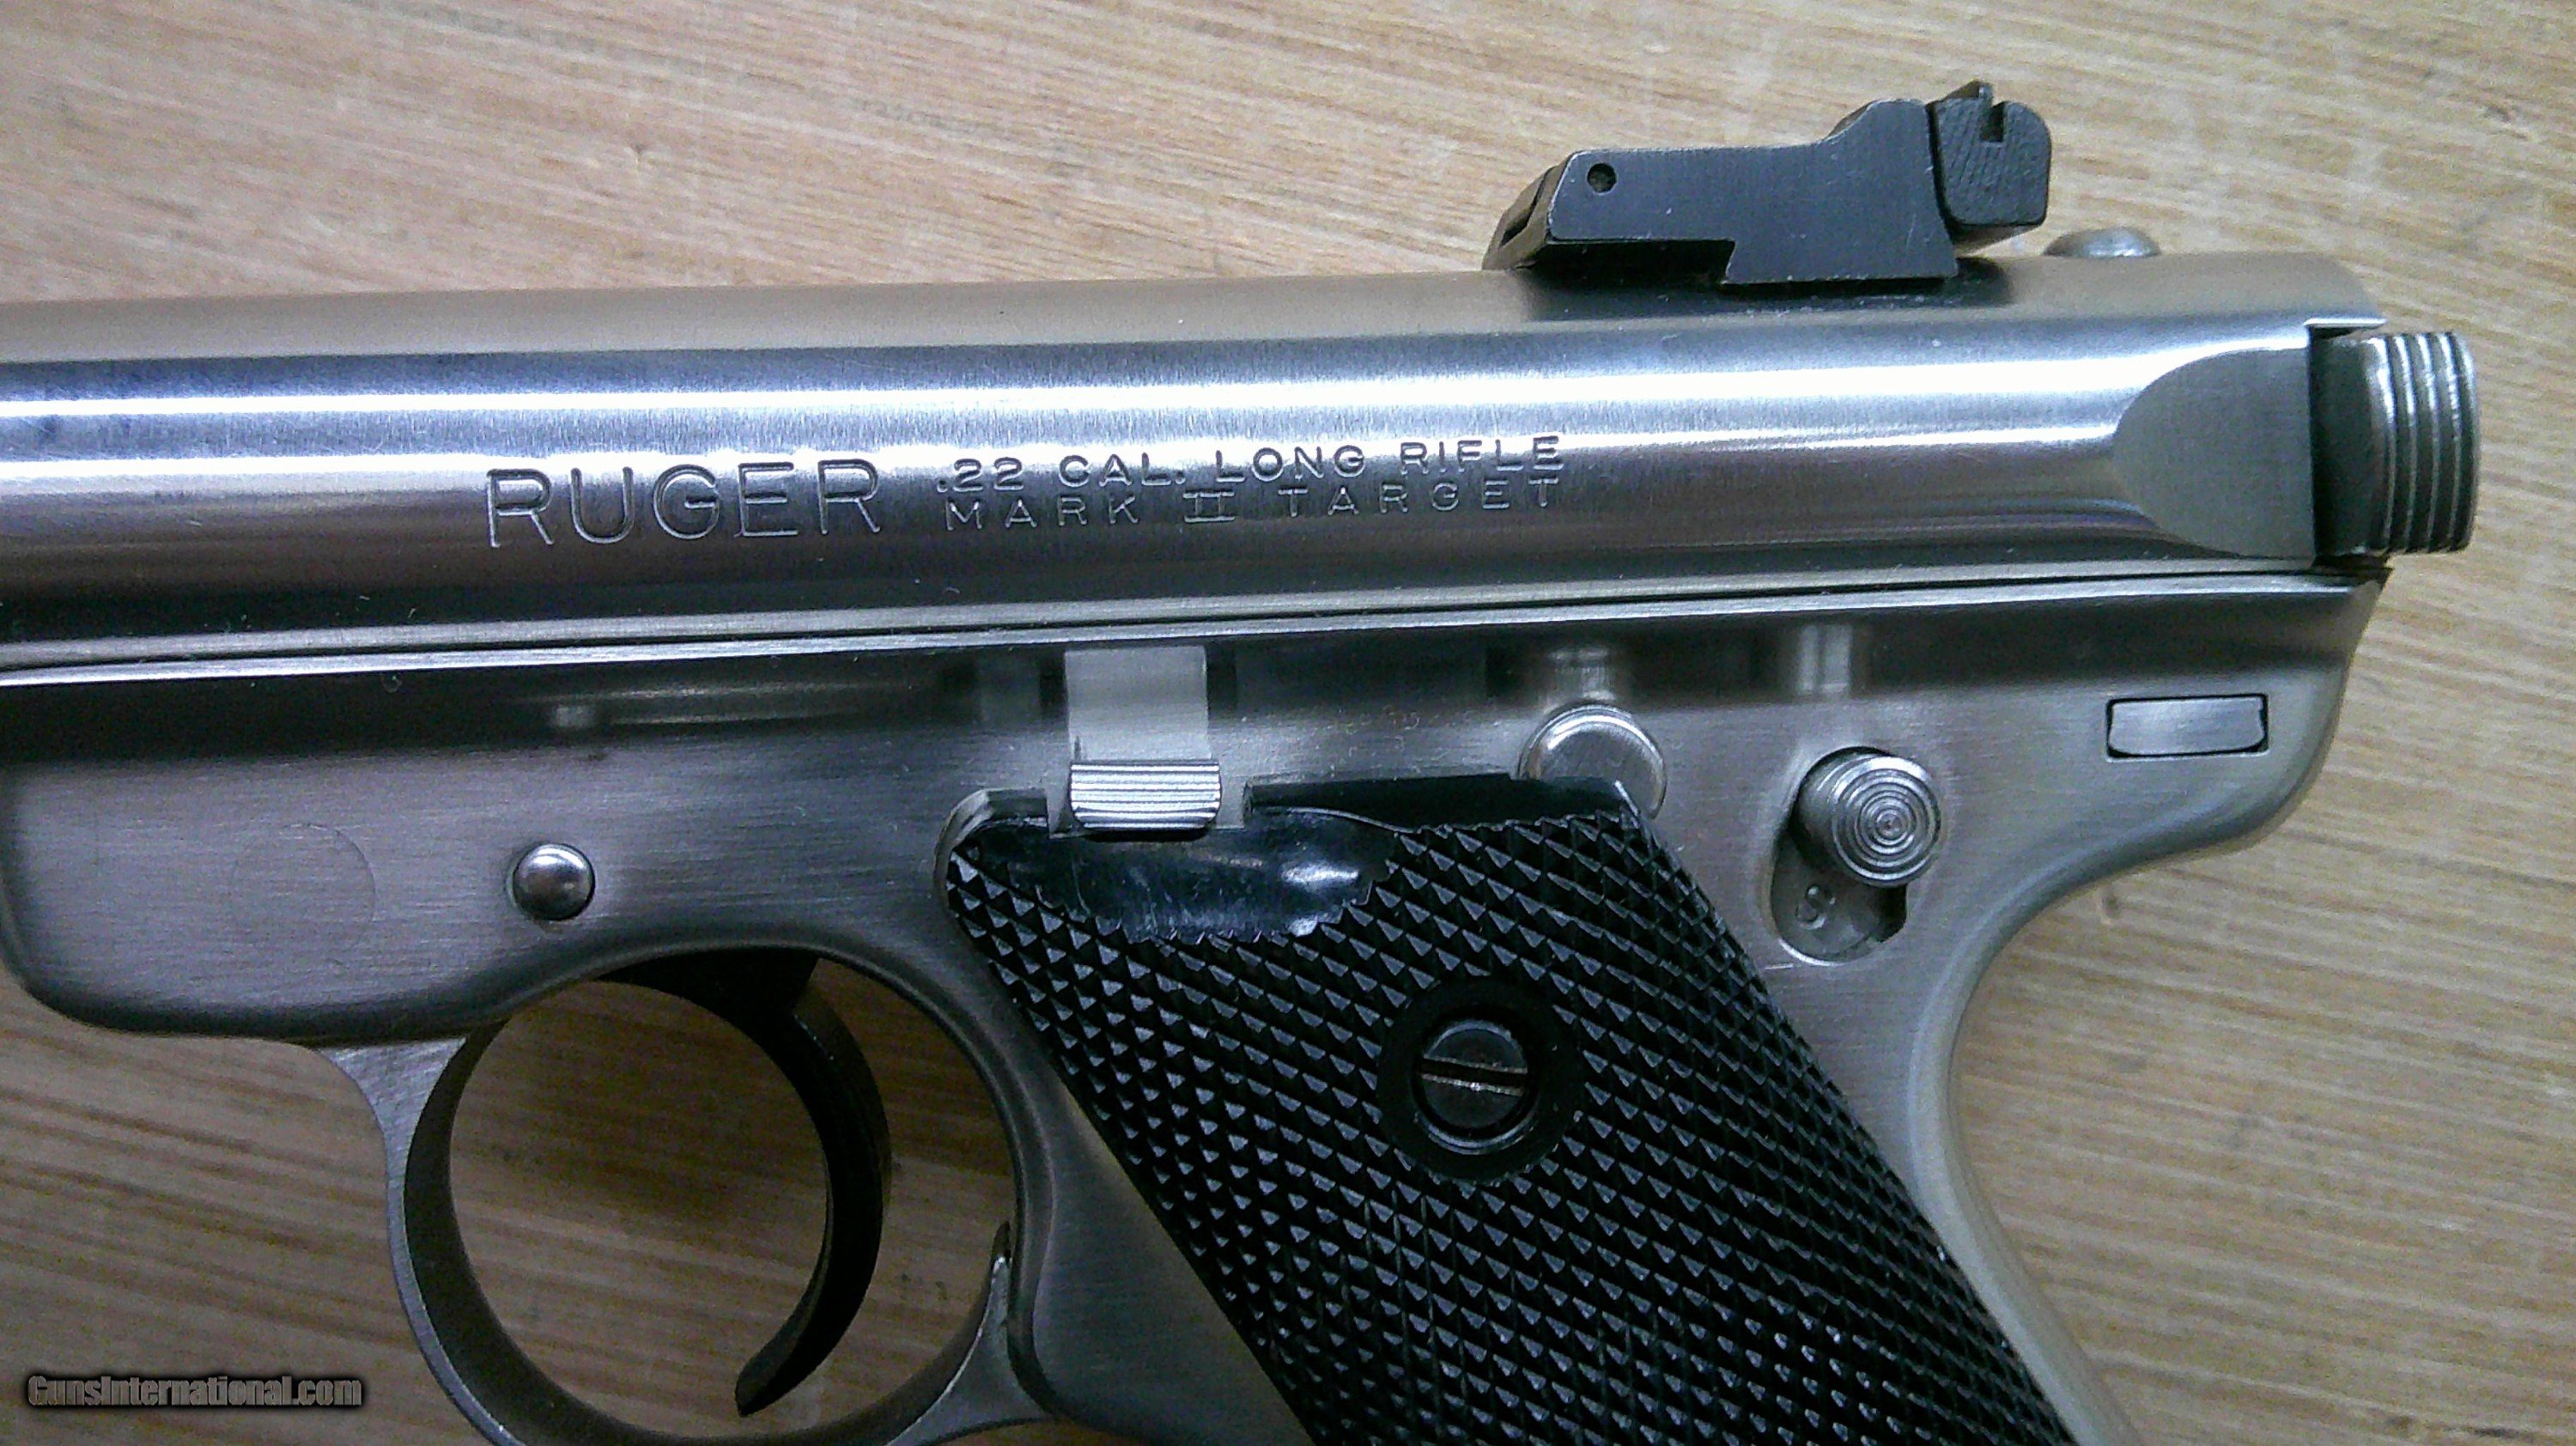 RUGER .22 CAL. LONG RIFLE
MARK II TARGET
S
GunsInternational.com